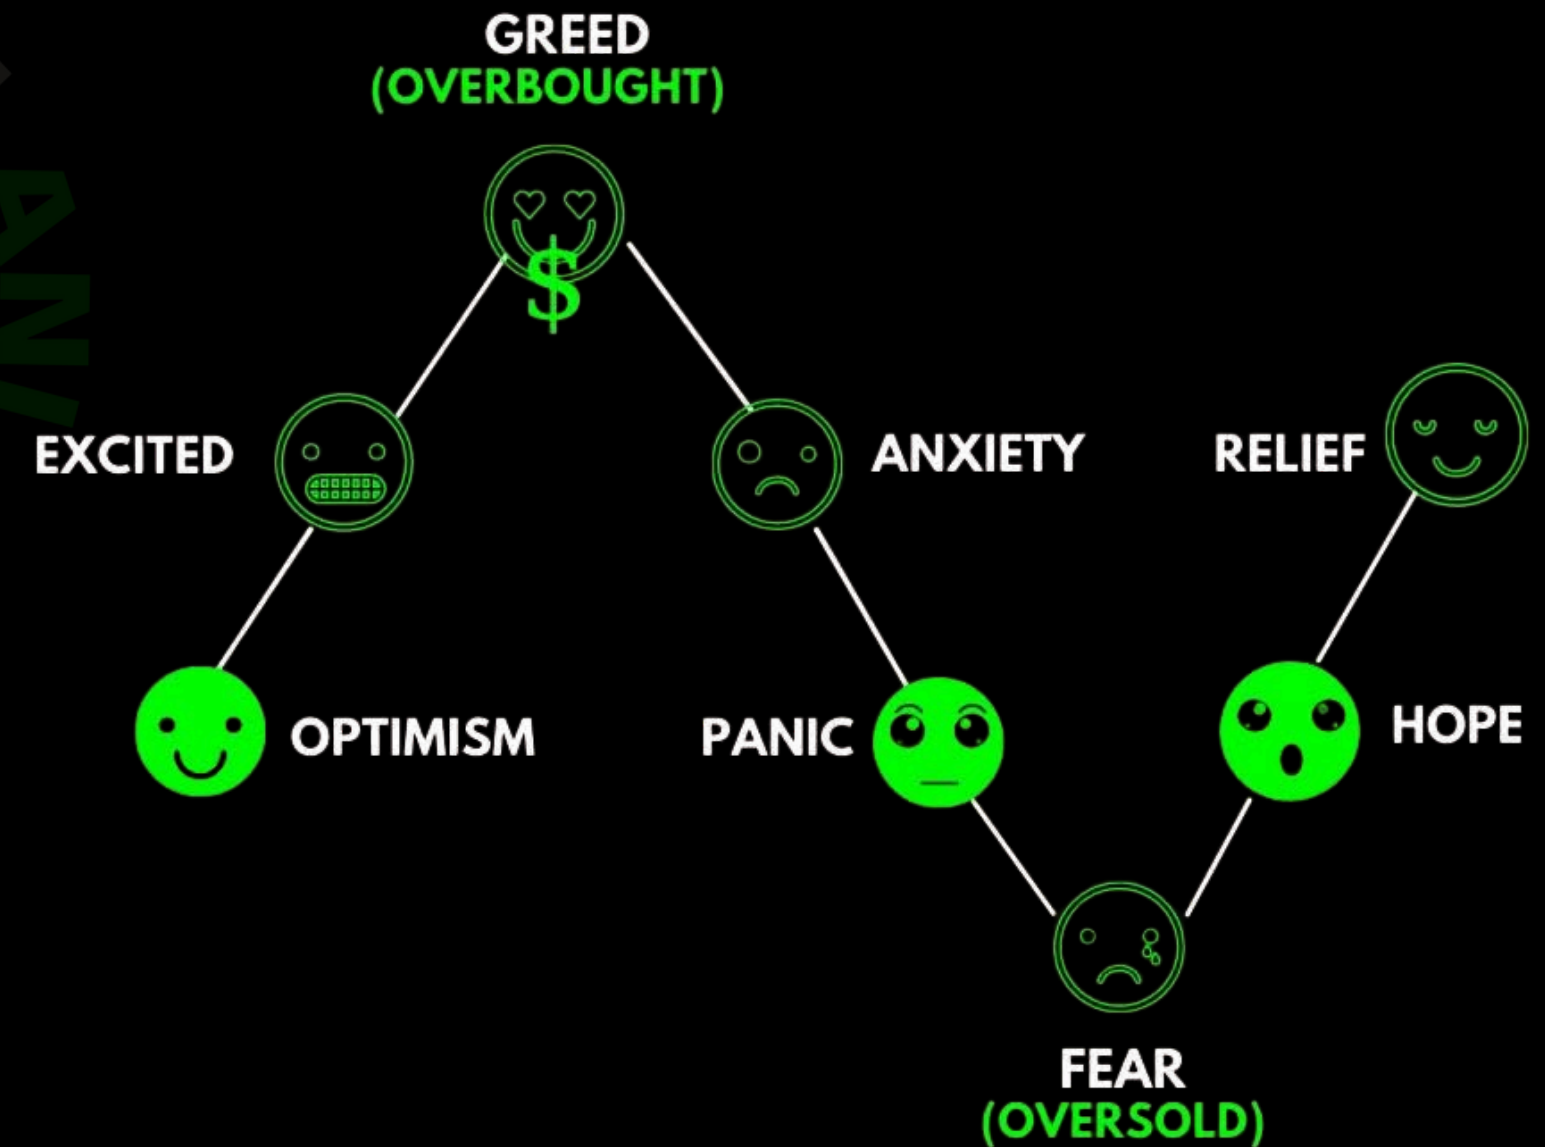 GREED
(OVERBOUGHT)
$
EXCITED
ANXIETY
RELIEF
OPTIMISM
PANIC
HOPE
FEAR
(OVERSOLD)